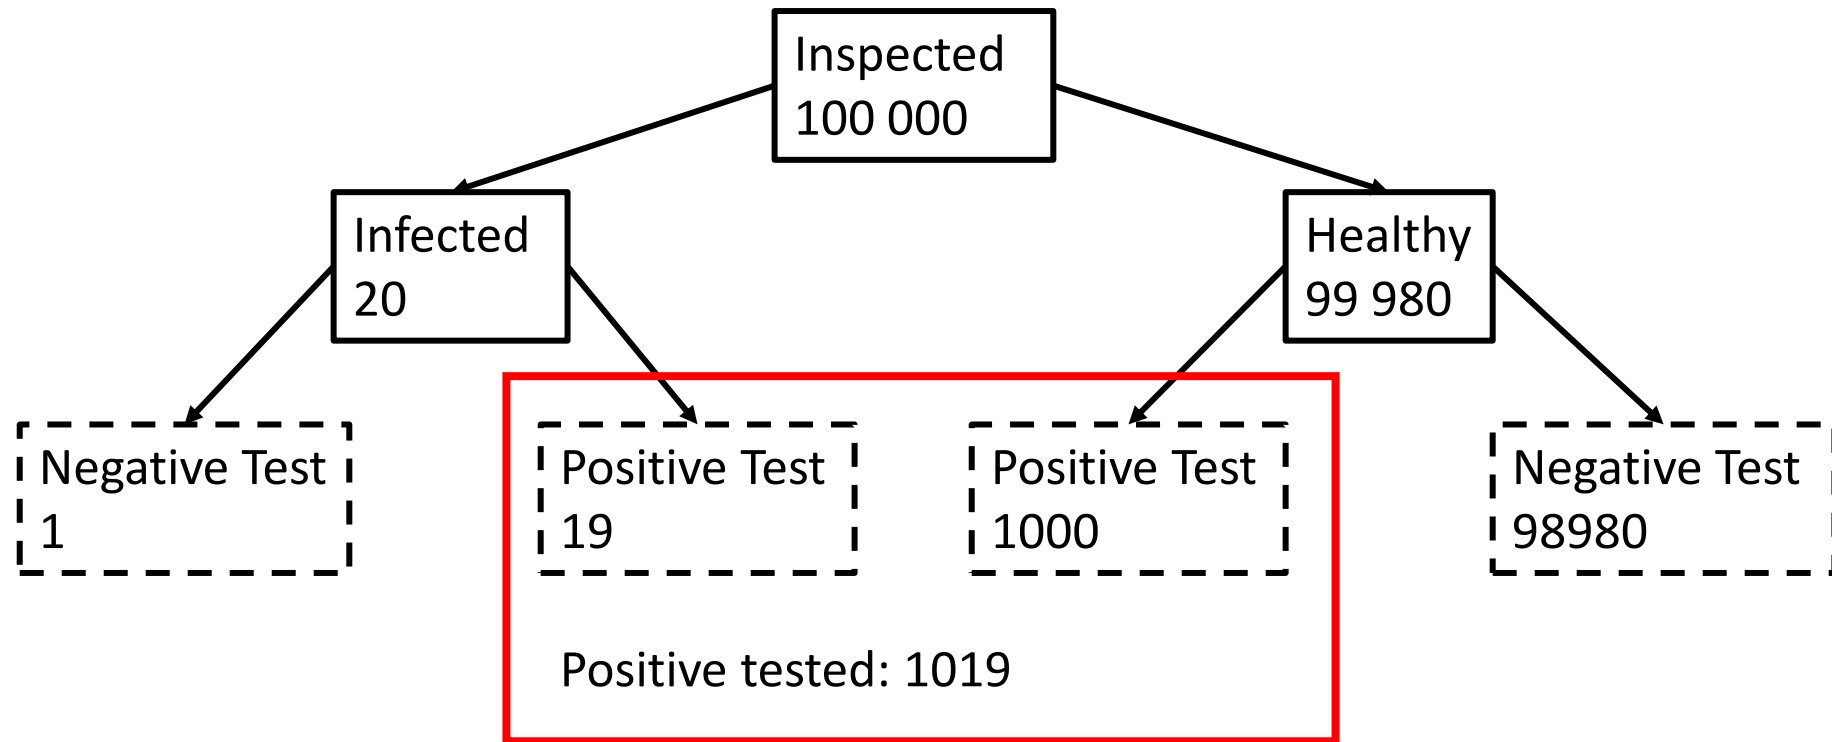 Inspected
100 000
Infected
20
Healthy
99 980
Negative Test
1
Positive Test
19
Positive Test
1000
Negative Test
98980
Positive tested: 1019